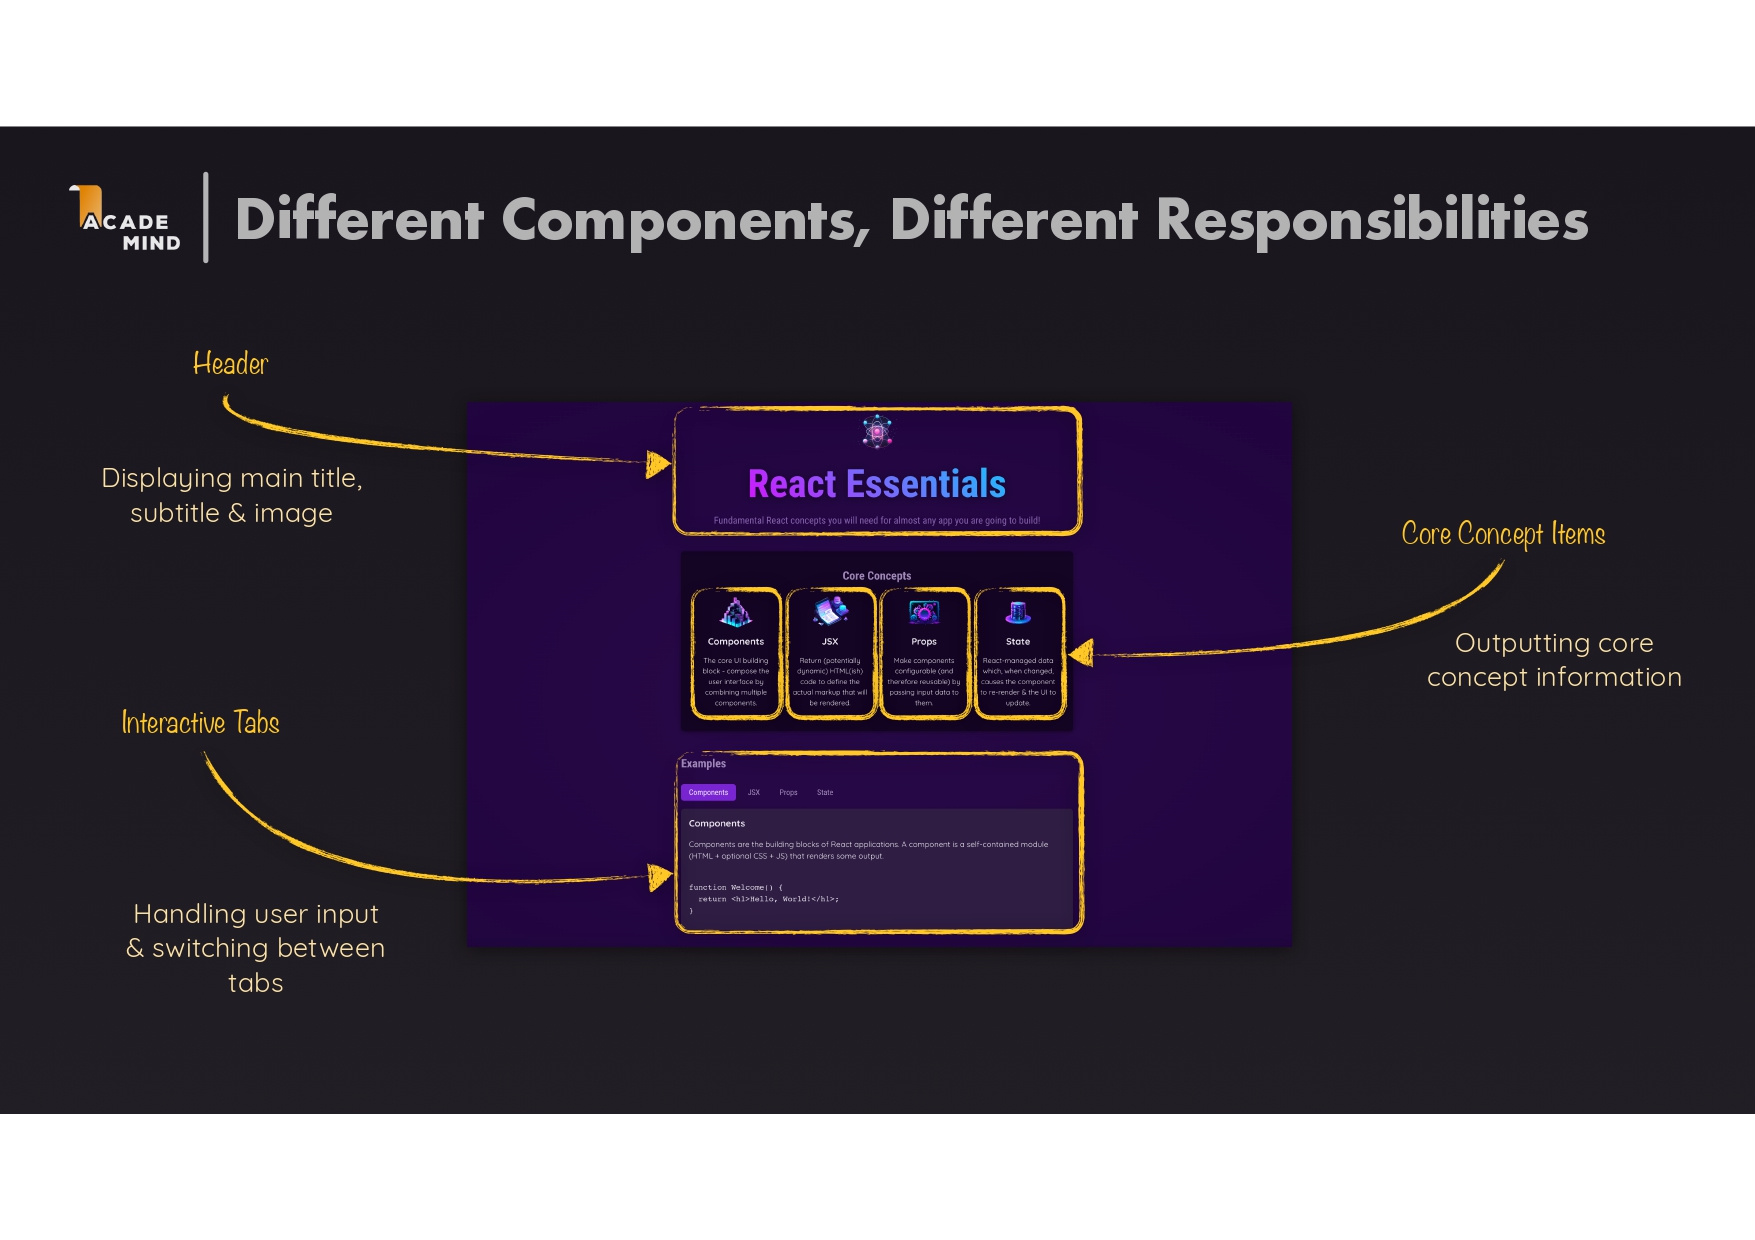 ACADE
MIND
Different Components, Different Responsibilities
Header
Displaying main title,
subtitle & image
React Essentials
Fundamental React concepts you will need for almost any app you are going to build!
Core Concept Items
Outputting core
concept information
Core Concepts
Components
The core UI building
block - compose the
user interface by
combining multiple
components.
JSX
Return (potentially
dynamic) HTML(ish)
code to define the
actual markup that will
be rendered.
Props
Make components
configurable (and
therefore reusable) by
passing input data to
them.
State
React-managed data
which, when changed,
causes the component
to re-render & the UI to
update.
Interactive Tabs
Handling user input
& switching between
tabs
Examples
Components JSX Props State
Components
Components are the building blocks of React applications. A component is a self-contained module
(HTML + optional CSS + JS) that renders some output.
function Welcome() {
  return <h1>Hello, World!</h1>;
}